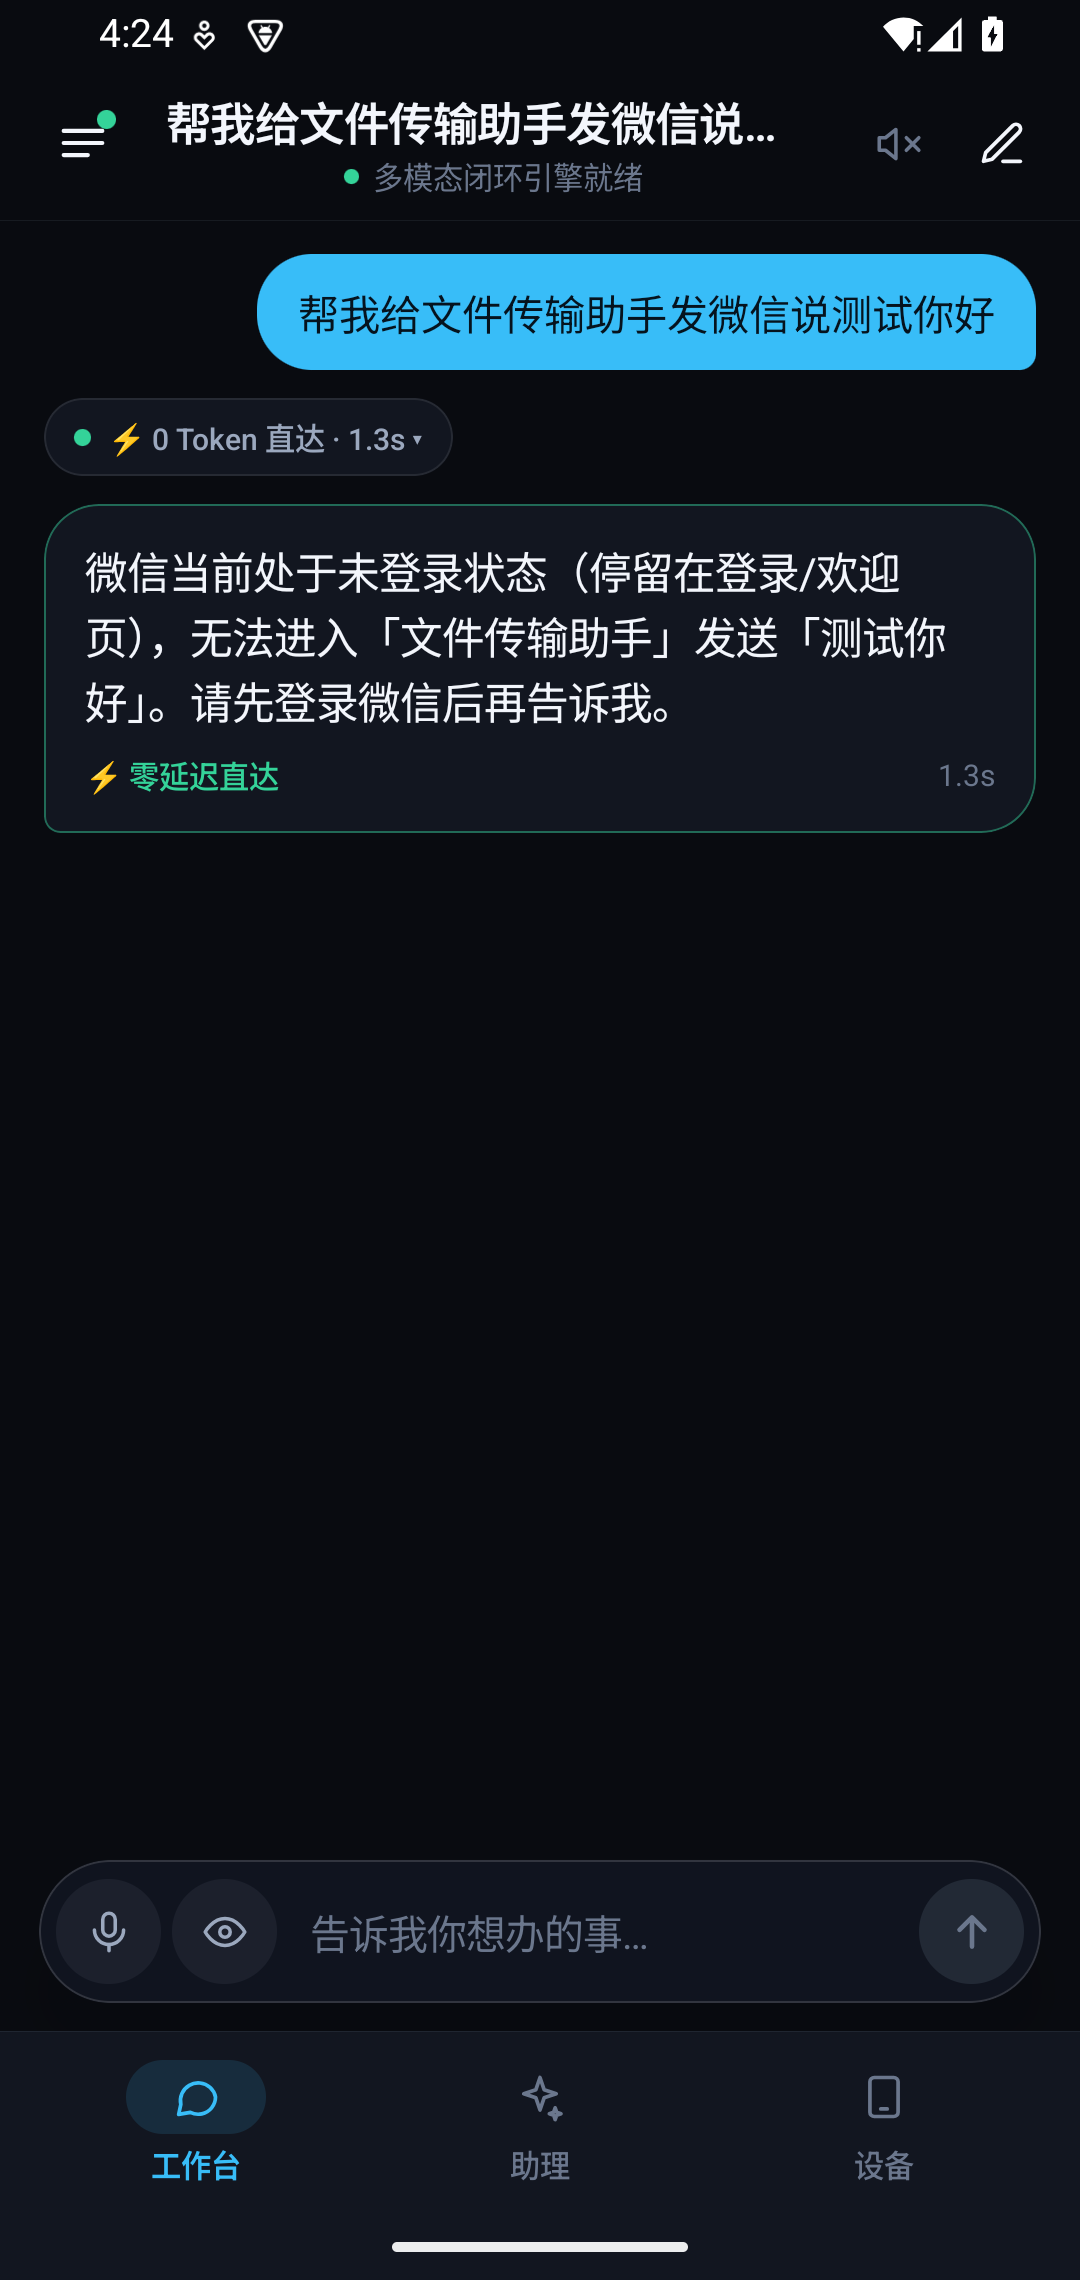 4:24
帮我给文件传输助手发微信说...
多模态闭环引擎就绪
帮我给文件传输助手发微信说测试你好
⚡ 0 Token 直达 · 1.3s ▾
微信当前处于未登录状态（停留在登录/欢迎
页），无法进入「文件传输助手」发送「测试你
好」。请先登录微信后再告诉我。
⚡ 零延迟直达
1.3s
告诉我你想办的事...
工作台
助理
设备